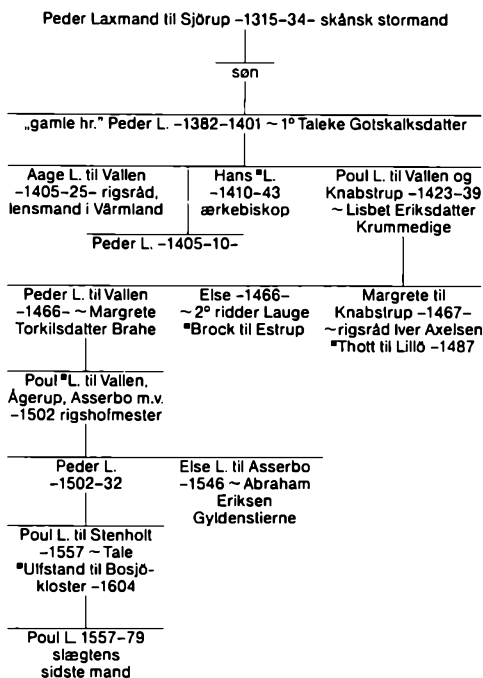 Peder Laxmand til Sjörup –1315–34– skånsk stormand
søn
„gamle hr.” Peder L. –1382–1401 ~ 1° Taleke Gotskalksdatter
Aage L. til Vallen
–1405–25– rigsråd,
lensmand i Värmland
Hans ▪L.
–1410–43
ærkebiskop
Poul L. til Vallen og
Knabstrup –1423–39
~ Lisbet Eriksdatter
Krummedige
Peder L. –1405–10–
Peder L. til Vallen
–1466– ~ Margrete
Torkilsdatter Brahe
Else –1466–
~ 2° ridder Lauge
▪Brock til Estrup
Margrete til
Knabstrup –1467–
~rigsråd Iver Axelsen
▪Thott til Lillö –1487
Poul ▪L. til Vallen,
Ågerup, Asserbo m.v.
–1502 rigshofmester
Peder L.
–1502–32
Else L. til Asserbo
–1546 ~ Abraham
Eriksen
Gyldenstierne
Poul L. til Stenholt
–1557 ~ Tale
▪Ulfstand til Bosjö-
kloster –1604
Poul L. 1557–79
slægtens
sidste mand